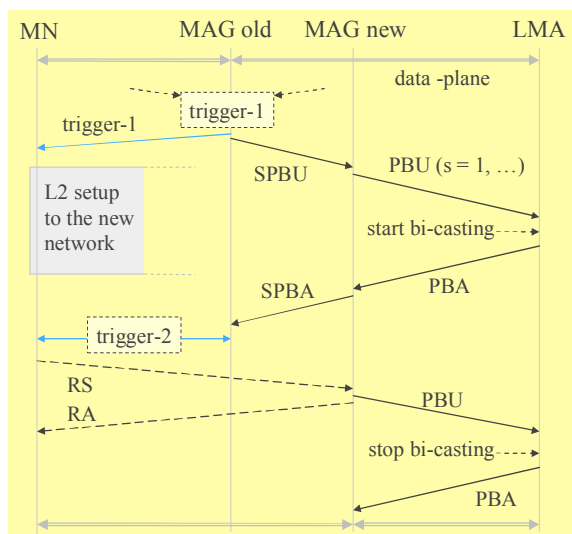 MN MAG old MAG new LMA
data -plane
trigger-1
trigger-1
SPBU
PBU (s = 1, …)
L2 setup
to the new
network
start bi-casting
SPBA
PBA
trigger-2
RS
PBU
RA
stop bi-casting
PBA